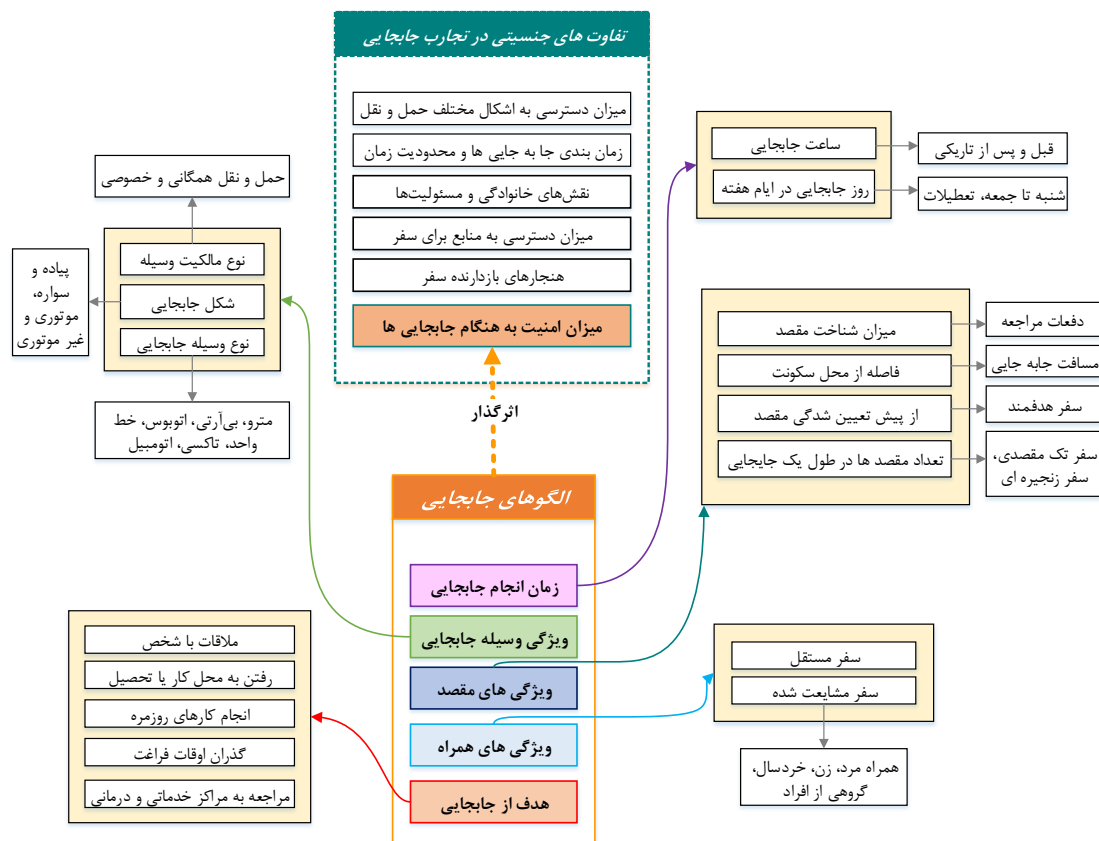 تفاوت های جنسیتی در تجارب جابجایی
میزان دسترسی به اشکال مختلف حمل و نقل
زمان بندی جا به جایی ها و محدودیت زمان
نقش‌های خانوادگی و مسئولیت‌ها
میزان دسترسی به منابع برای سفر
هنجارهای بازدارنده سفر
میزان امنیت به هنگام جابجایی ها
اثرگذار
الگوهای جابجایی
زمان انجام جابجایی
ویژگی وسیله جابجایی
ویژگی های مقصد
ویژگی های همراه
هدف از جابجایی
ساعت جابجایی
قبل و پس از تاریکی
روز جابجایی در ایام هفته
شنبه تا جمعه، تعطیلات
میزان شناخت مقصد
دفعات مراجعه
فاصله از محل سکونت
مسافت جابه جایی
از پیش تعیین شدگی مقصد
سفر هدفمند
تعداد مقصد ها در طول یک جایجایی
سفر تک مقصدی،
سفر زنجیره ای
سفر مستقل
سفر مشایعت شده
همراه مرد، زن، خردسال،
گروهی از افراد
حمل و نقل همگانی و خصوصی
نوع مالکیت وسیله
شکل جابجایی
نوع وسیله جابجایی
پیاده و
سواره،
موتوری و
غیر موتوری
مترو، بی‌آرتی، اتوبوس، خط
واحد، تاکسی، اتومبیل
ملاقات با شخص
رفتن به محل کار یا تحصیل
انجام کارهای روزمره
گذران اوقات فراغت
مراجعه به مراکز خدماتی و درمانی